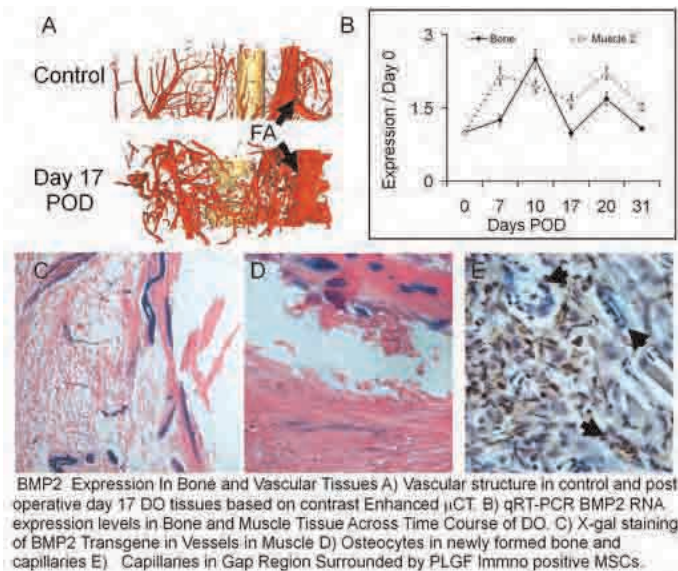 A
B
Control
FA
Day 17
POD
Expression / Day 0
3
1.5
0
Bone
Muscle 2
0 7 10 17 20 31
Days POD
C
D
E
BMP2 Expression In Bone and Vascular Tissues A) Vascular structure in control and post
operative day 17 DO tissues based on contrast Enhanced µCT. B) qRT-PCR BMP2 RNA
expression levels in Bone and Muscle Tissue Across Time Course of DO. C) X-gal staining
of BMP2 Transgene in Vessels in Muscle D) Osteocytes in newly formed bone and
capillaries E) Capillaries in Gap Region Surrounded by PLGF Immno positive MSCs.